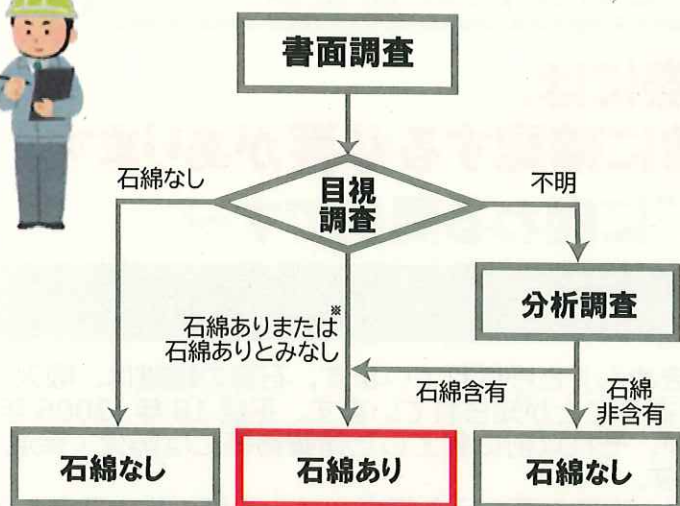 書面調査
石綿なし
目視
調査
不明
分析調査
※
石綿ありまたは
石綿ありとみなし
石綿含有
石綿
非含有
石綿なし
石綿あり
石綿なし